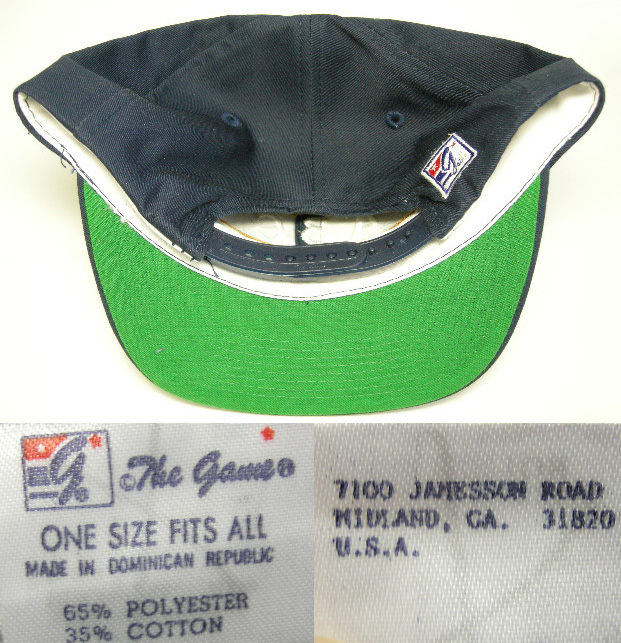 G
©The Game®
ONE SIZE FITS ALL
MADE IN DOMINICAN REPUBLIC
65% POLYESTER
35% COTTON
7100 JAMESSON ROAD
MIDLAND, GA. 31820
U.S.A.